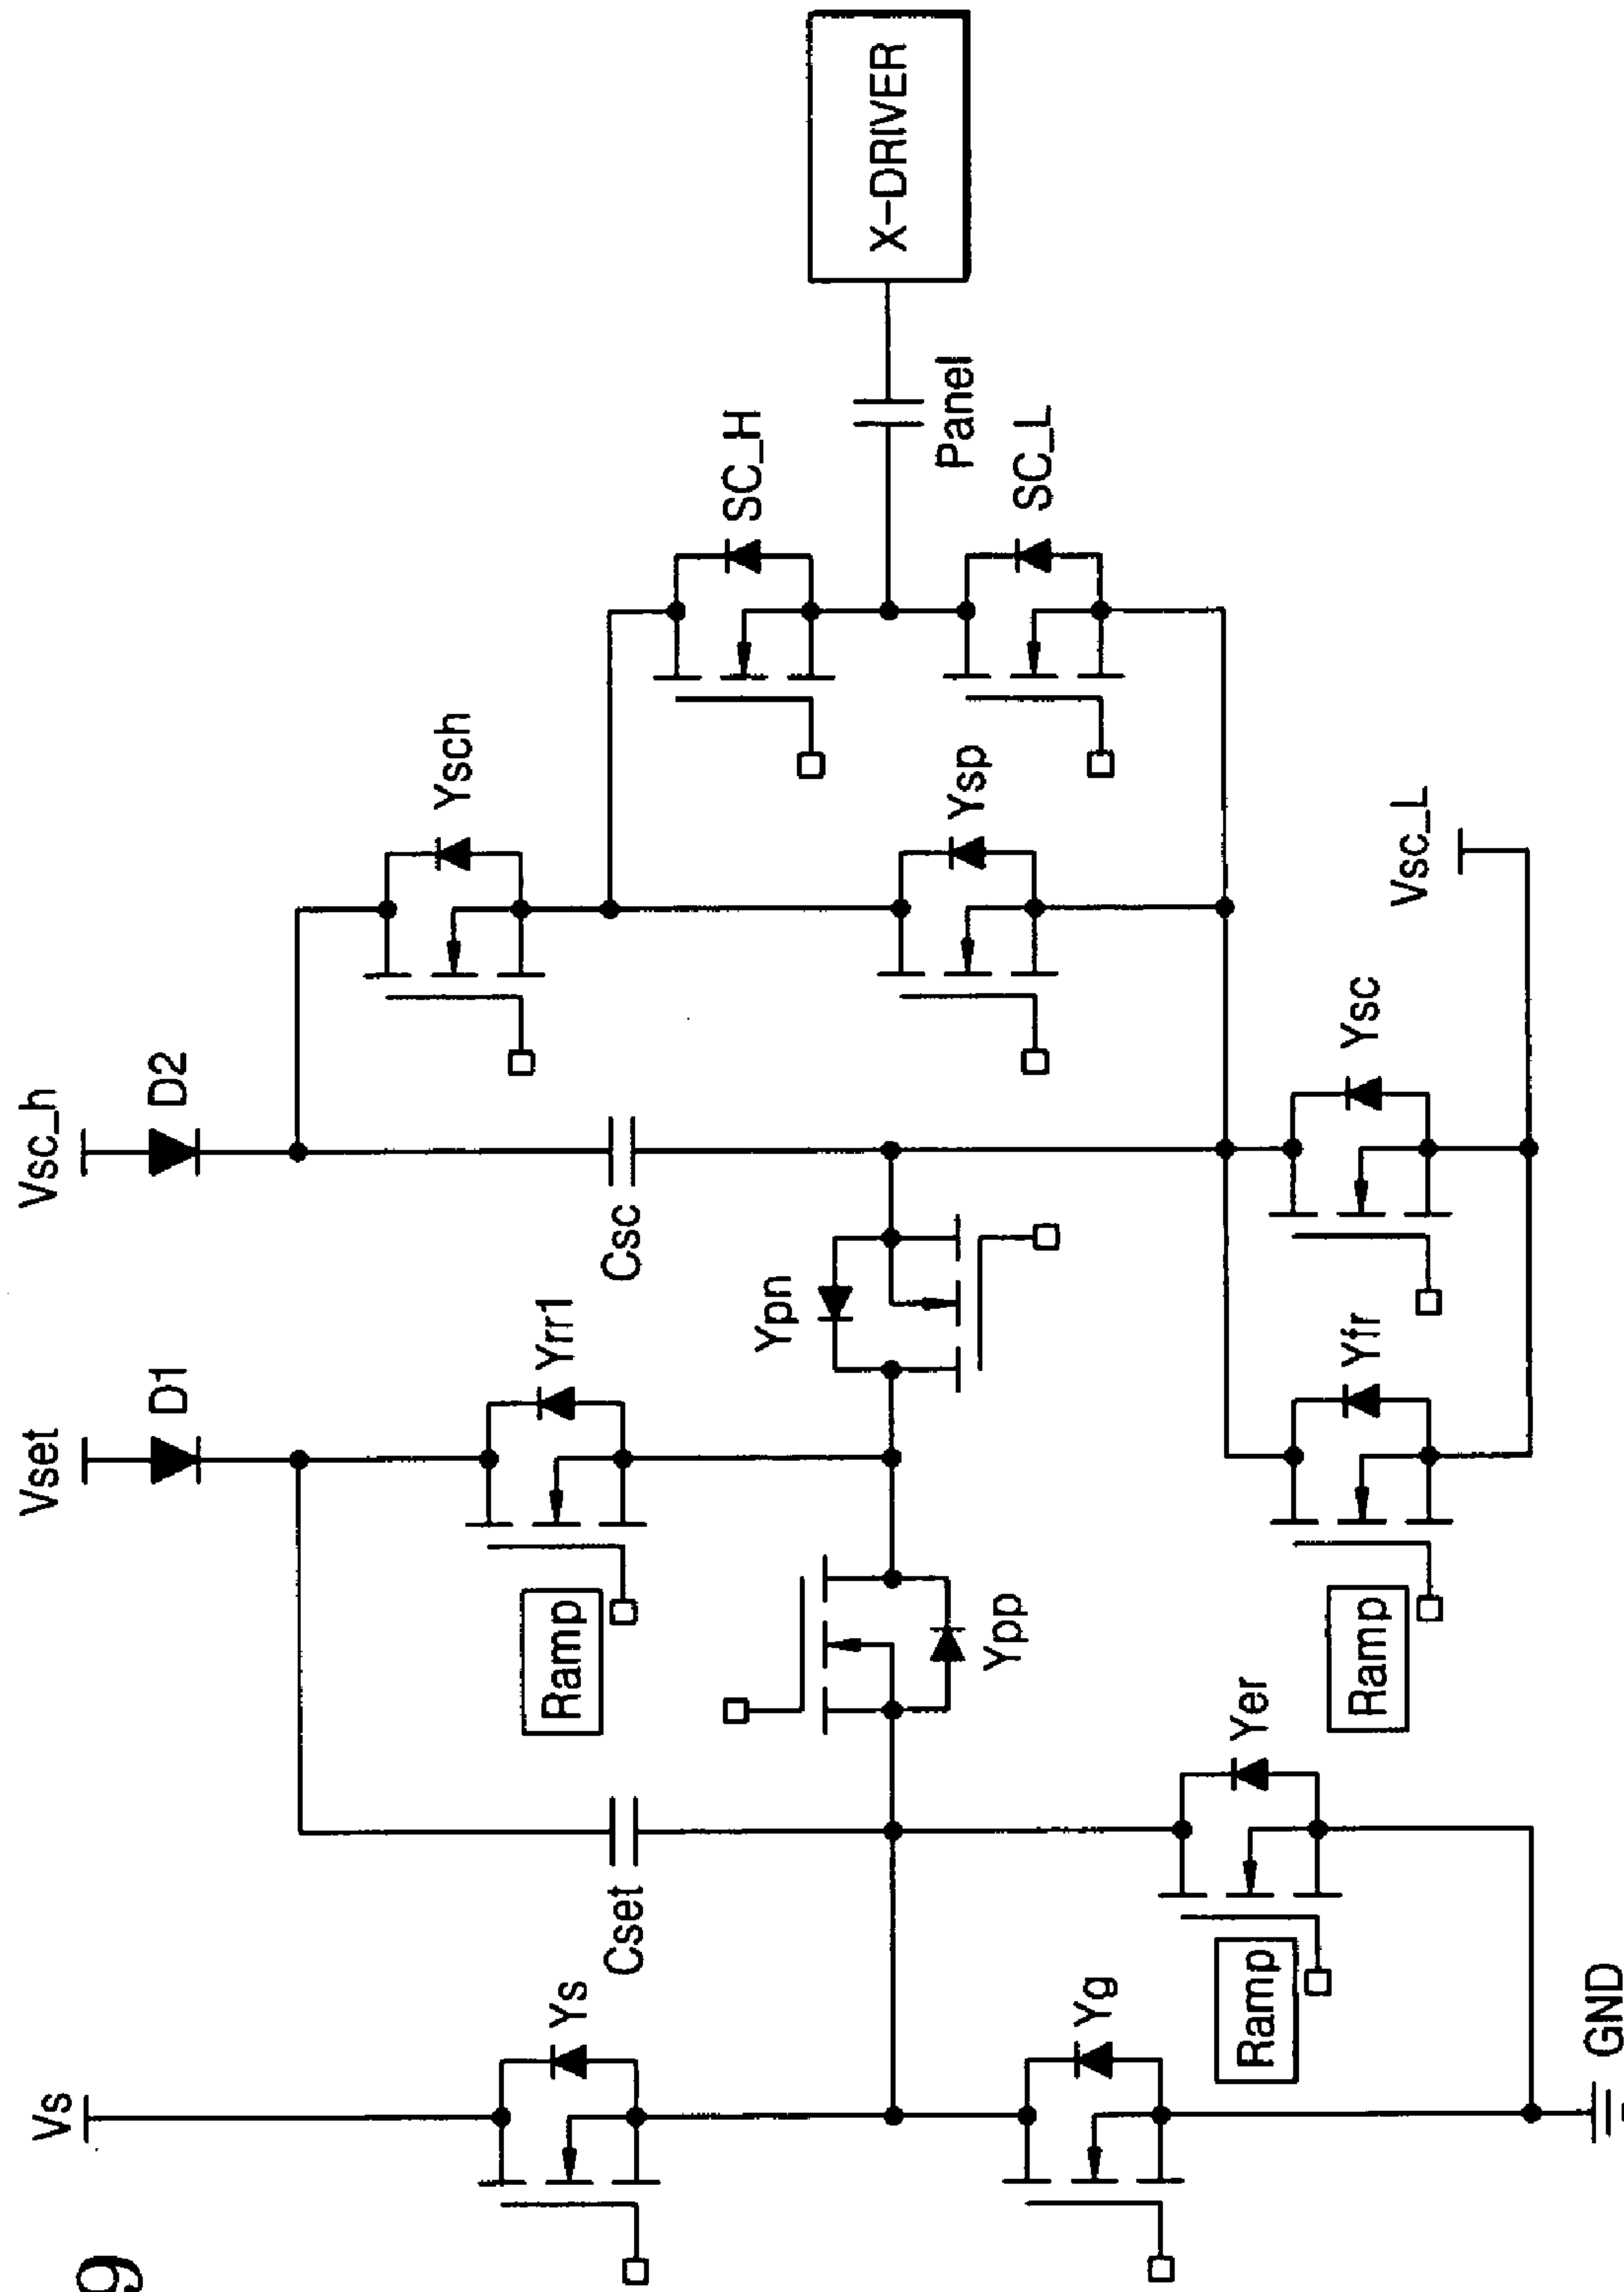 9
Vs
Vset
Vsc_h
D1
D2
Ys
Cset
Yrr1
Ramp
Csc
Ysch
SC_H
X-DRIVER
Ypn
Ypp
Ysp
Panel
SC_L
Yg
Yer
Ramp
Yfr
Ramp
Ysc
Vsc_L
GND